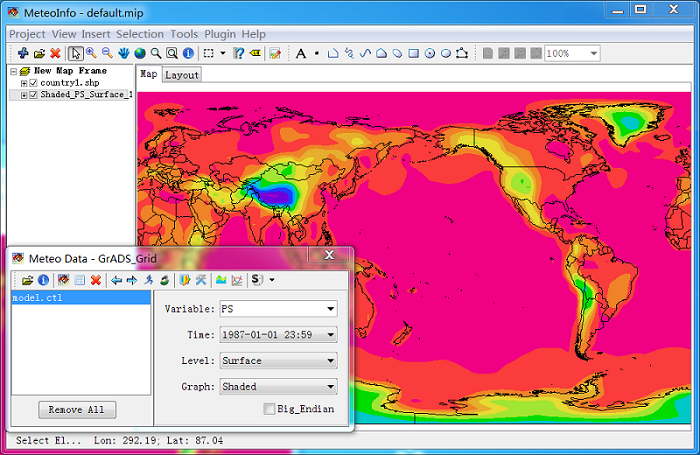 MeteoInfo - default.mip
Project View Insert Selection Tools Plugin Help
A
100%
New Map Frame
country1.shp
Shaded_PS_Surface_1
Map Layout
Meteo Data - GrADS_Grid
S
model.ctl
Variable: PS
Time: 1987-01-01 23:59
Level: Surface
Graph: Shaded
Big_Endian
Remove All
Select El... Lon: 292.19; Lat: 87.04